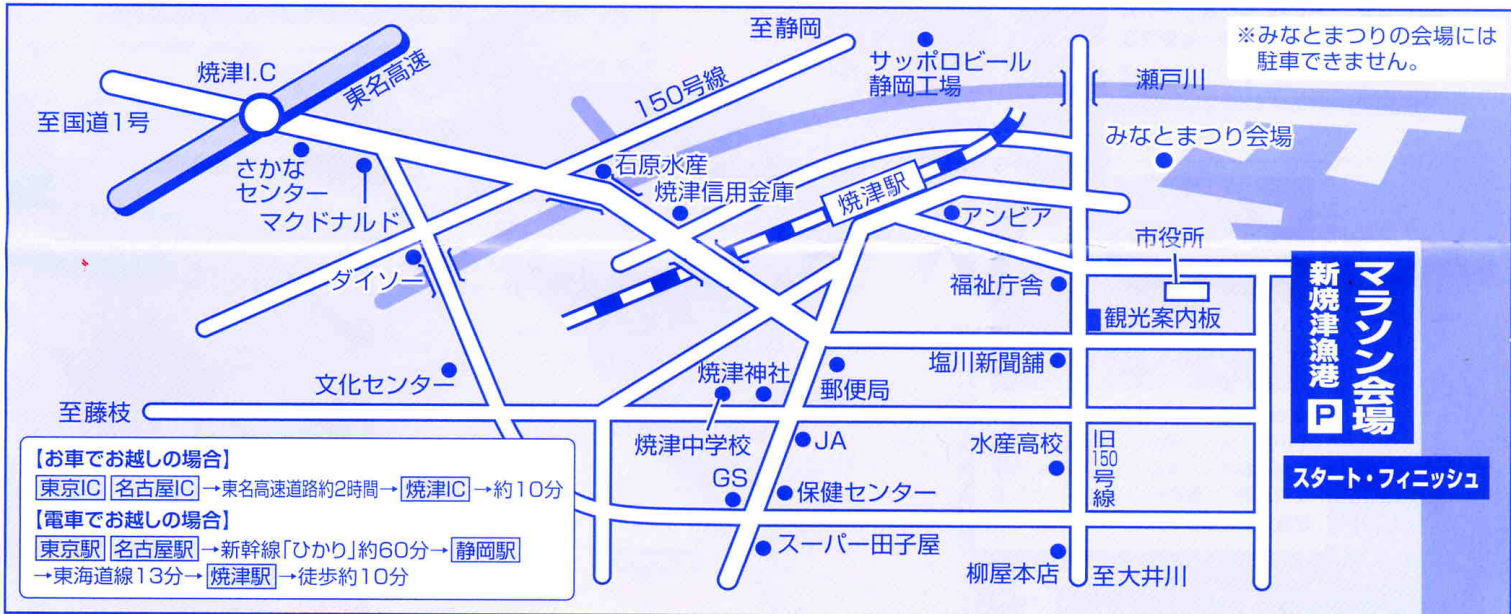 ※みなとまつりの会場には
駐車できません。
至静岡
サッポロビール
静岡工場
瀬戸川
焼津I.C
東名高速
150号線
至国道1号
みなとまつり会場
さかな
センター
マクドナルド
石原水産
焼津信用金庫
焼津駅
アンビア
市役所
ダイソー
福祉庁舎
観光案内板
マラソン会場
新焼津漁港 P
スタート・フィニッシュ
文化センター
焼津神社
郵便局
塩川新聞舗
至藤枝
焼津中学校
JA
水産高校
旧150号線
GS
保健センター
スーパー田子屋
柳屋本店
至大井川
【お車でお越しの場合】
東京IC 名古屋IC→東名高速道路約2時間→焼津IC→約10分
【電車でお越しの場合】
東京駅 名古屋駅→新幹線「ひかり」約60分→静岡駅
→東海道線13分→焼津駅→徒歩約10分